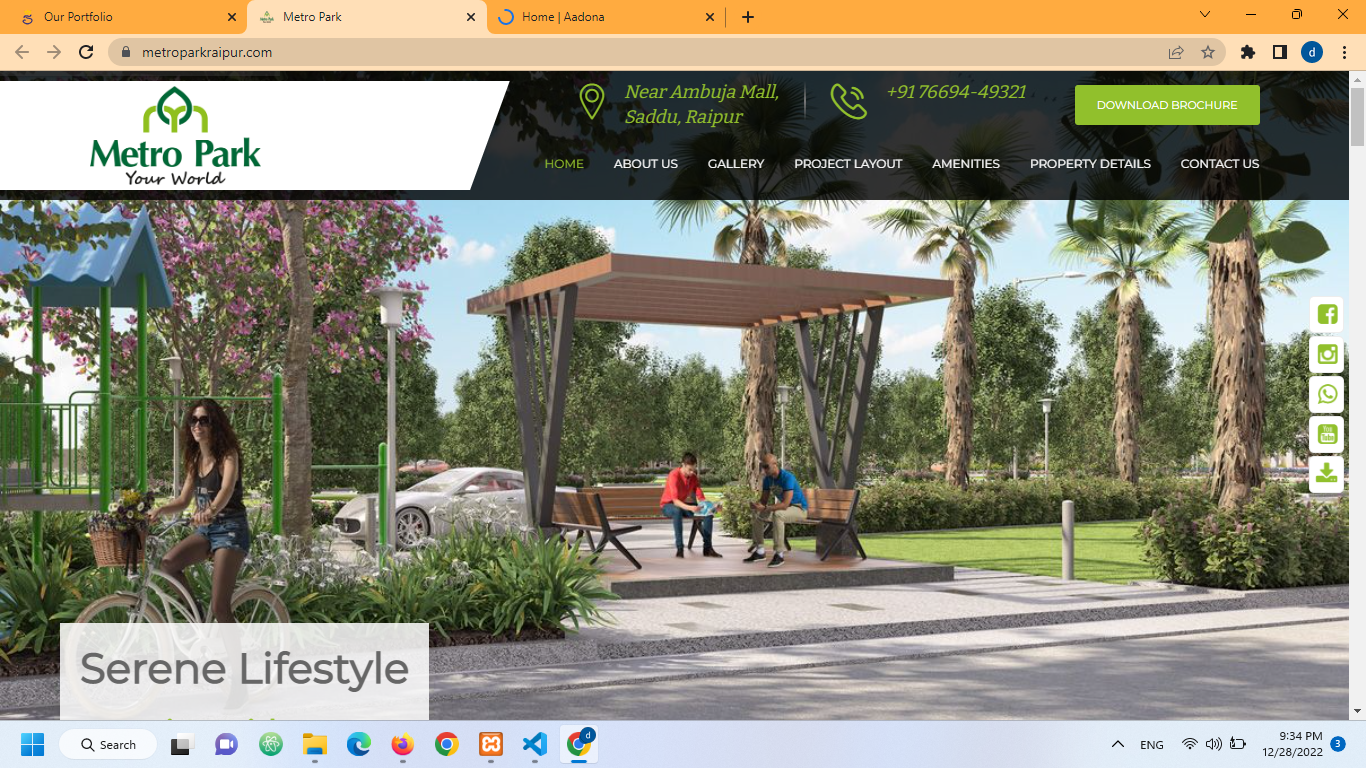 Our Portfolio
Metro Park
Home | Aadona
metroparkraipur.com
d
Metro Park
Your World
Near Ambuja Mall,
Saddu, Raipur
+91 76694-49321
DOWNLOAD BROCHURE
HOME
ABOUT US
GALLERY
PROJECT LAYOUT
AMENITIES
PROPERTY DETAILS
CONTACT US
You
Tube
Serene Lifestyle
Search
d
ENG
9:34 PM
12/28/2022
3